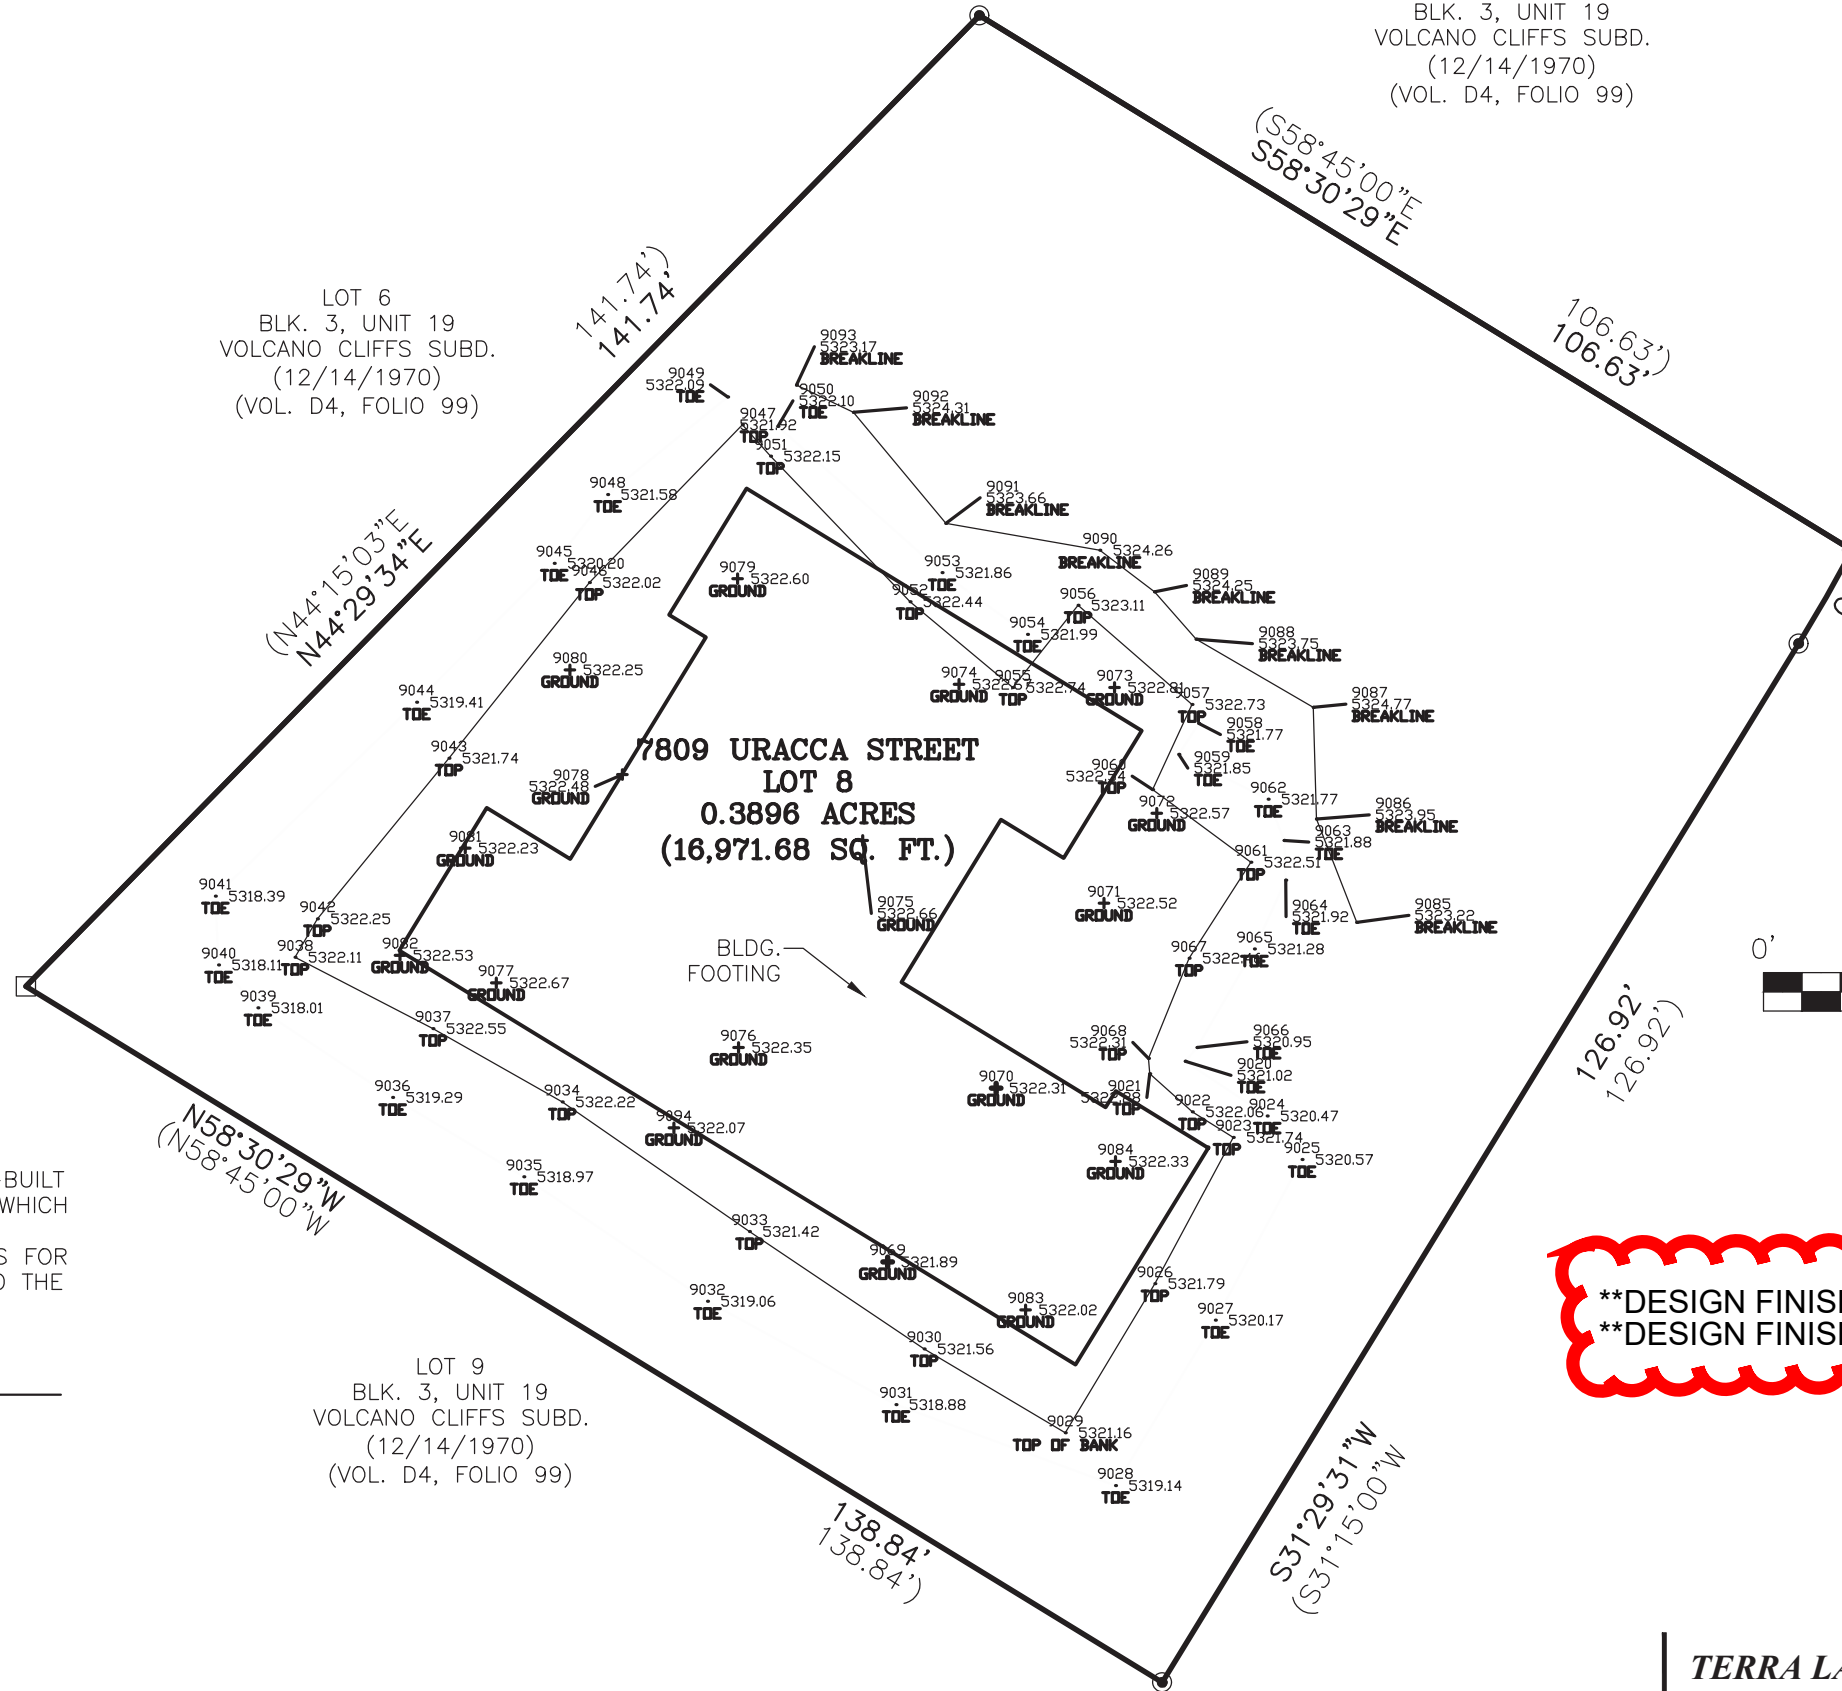 BLK. 3, UNIT 19
VOLCANO CLIFFS SUBD.
(12/14/1970)
(VOL. D4, FOLIO 99)
(S58°45'00"E
S58°30'29"E
106.63')
106.63'
141.74')
141.74'
LOT 6
BLK. 3, UNIT 19
VOLCANO CLIFFS SUBD.
(12/14/1970)
(VOL. D4, FOLIO 99)
(N44°15'03"E
N44°29'34"E
9093
5323.17
BREAKLINE
9049
5322.09
TOE
9050
5322.10
TOE
9092
5324.31
BREAKLINE
9047
5321.92
TOP
9051
5322.15
TOP
9048
5321.58
TOE
9091
5323.66
BREAKLINE
9090
5324.26
BREAKLINE
9045
5320.20
TOE
9046
5322.02
TOP
9079
5322.60
GROUND
9053
5321.86
TOE
9052
5322.44
TOP
9089
5324.25
BREAKLINE
9056
5323.11
TOP
9054
5321.99
TOE
9088
5323.75
BREAKLINE
9080
5322.25
GROUND
9074
5322.67
GROUND
9055
5322.74
TOP
9073
5322.81
GROUND
9057
5322.73
TOP
9087
5324.77
BREAKLINE
9044
5319.41
TOE
9058
5321.77
TOE
9043
5321.74
TOP
9078
5322.48
GROUND
7809 URACCA STREET
LOT 8
0.3896 ACRES
(16,971.68 SQ. FT.)
9060
TOP
9059
5321.85
TOE
9062
5321.77
TOE
9072
5322.57
GROUND
9086
5323.95
BREAKLINE
9063
5321.88
TOE
9081
5322.23
GROUND
9061
5322.51
TOP
9041
5318.39
TOE
9042
5322.25
TOP
9075
5322.66
GROUND
9071
5322.52
GROUND
9064
5321.92
TOE
9085
5323.22
BREAKLINE
9040
5318.11
TOE
9038
5322.11
TOP
9082
5322.53
GROUND
9077
5322.67
GROUND
BLDG.
FOOTING
9067
TOP
9065
5321.28
TOE
0'
9039
5318.01
TOE
9037
5322.55
TOP
9076
5322.35
GROUND
9068
5322.31
TOP
9066
5320.95
TOE
9020
5321.02
TOE
126.92'
126.92')
9036
5319.29
TOE
9034
5322.22
TOP
9094
5322.07
GROUND
9070
5322.31
GROUND
9021
TOP
9022
5322.06
TOP
9024
5320.47
TOE
9023
5321.74
TOP
9025
5320.57
TOE
N58°30'29"W
(N58°45'00"W
9035
5318.97
TOE
9084
5322.33
GROUND
-BUILT
WHICH
S FOR
THE
9033
5321.42
TOP
9069
5321.89
GROUND
9032
5319.06
TOE
9083
5322.02
GROUND
9026
5321.79
TOP
9027
5320.17
TOE
**DESIGN FINIS
**DESIGN FINIS
9030
5321.56
TOP
LOT 9
BLK. 3, UNIT 19
VOLCANO CLIFFS SUBD.
(12/14/1970)
(VOL. D4, FOLIO 99)
9031
5318.88
TOE
9029
5321.16
TOP OF BANK
9028
5319.14
TOE
138.84'
138.84')
S31°29'31"W
(S31°15'00"W
TERRA LA